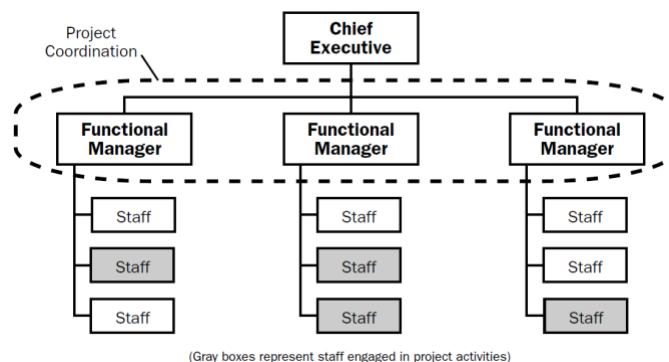 Project
Coordination
Chief
Executive
Functional
Manager
Functional
Manager
Functional
Manager
Staff
Staff
Staff
Staff
Staff
Staff
Staff
Staff
Staff
(Gray boxes represent staff engaged in project activities)